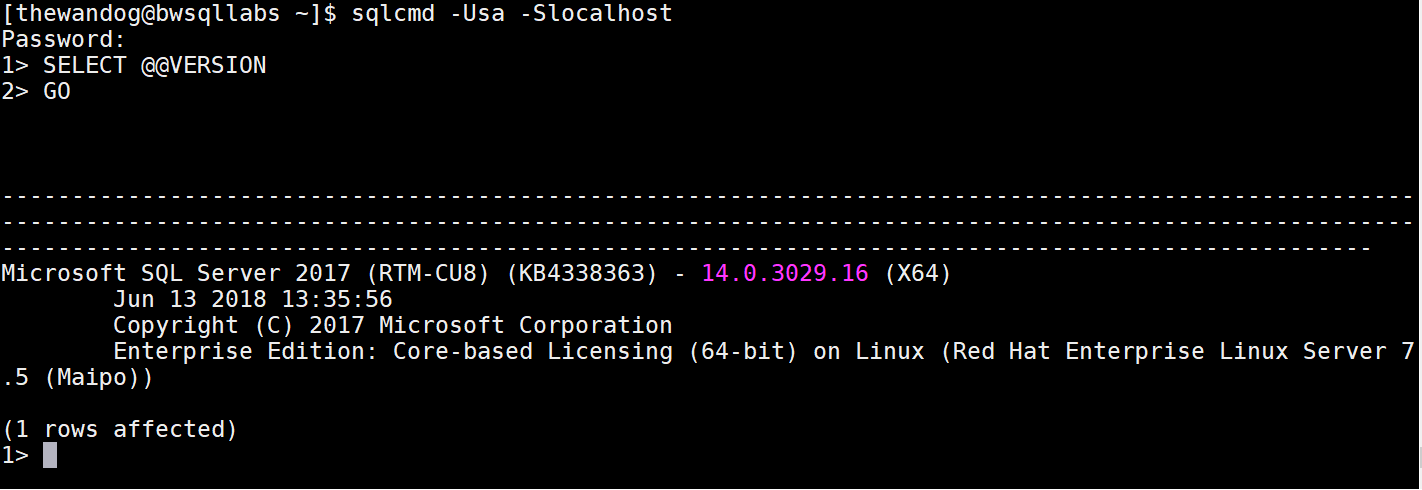 [thewandog@bwsqllabs ~]$ sqlcmd -Usa -Slocalhost
Password:
1> SELECT @@VERSION
2> GO
-----------------------------------------------------------------------------------------------------
-----------------------------------------------------------------------------------------------------
--------------------------------------------------------------------------------------------------
Microsoft SQL Server 2017 (RTM-CU8) (KB4338363) - 14.0.3029.16 (X64)
        Jun 13 2018 13:35:56
        Copyright (C) 2017 Microsoft Corporation
        Enterprise Edition: Core-based Licensing (64-bit) on Linux (Red Hat Enterprise Linux Server 7
.5 (Maipo))
(1 rows affected)
1>